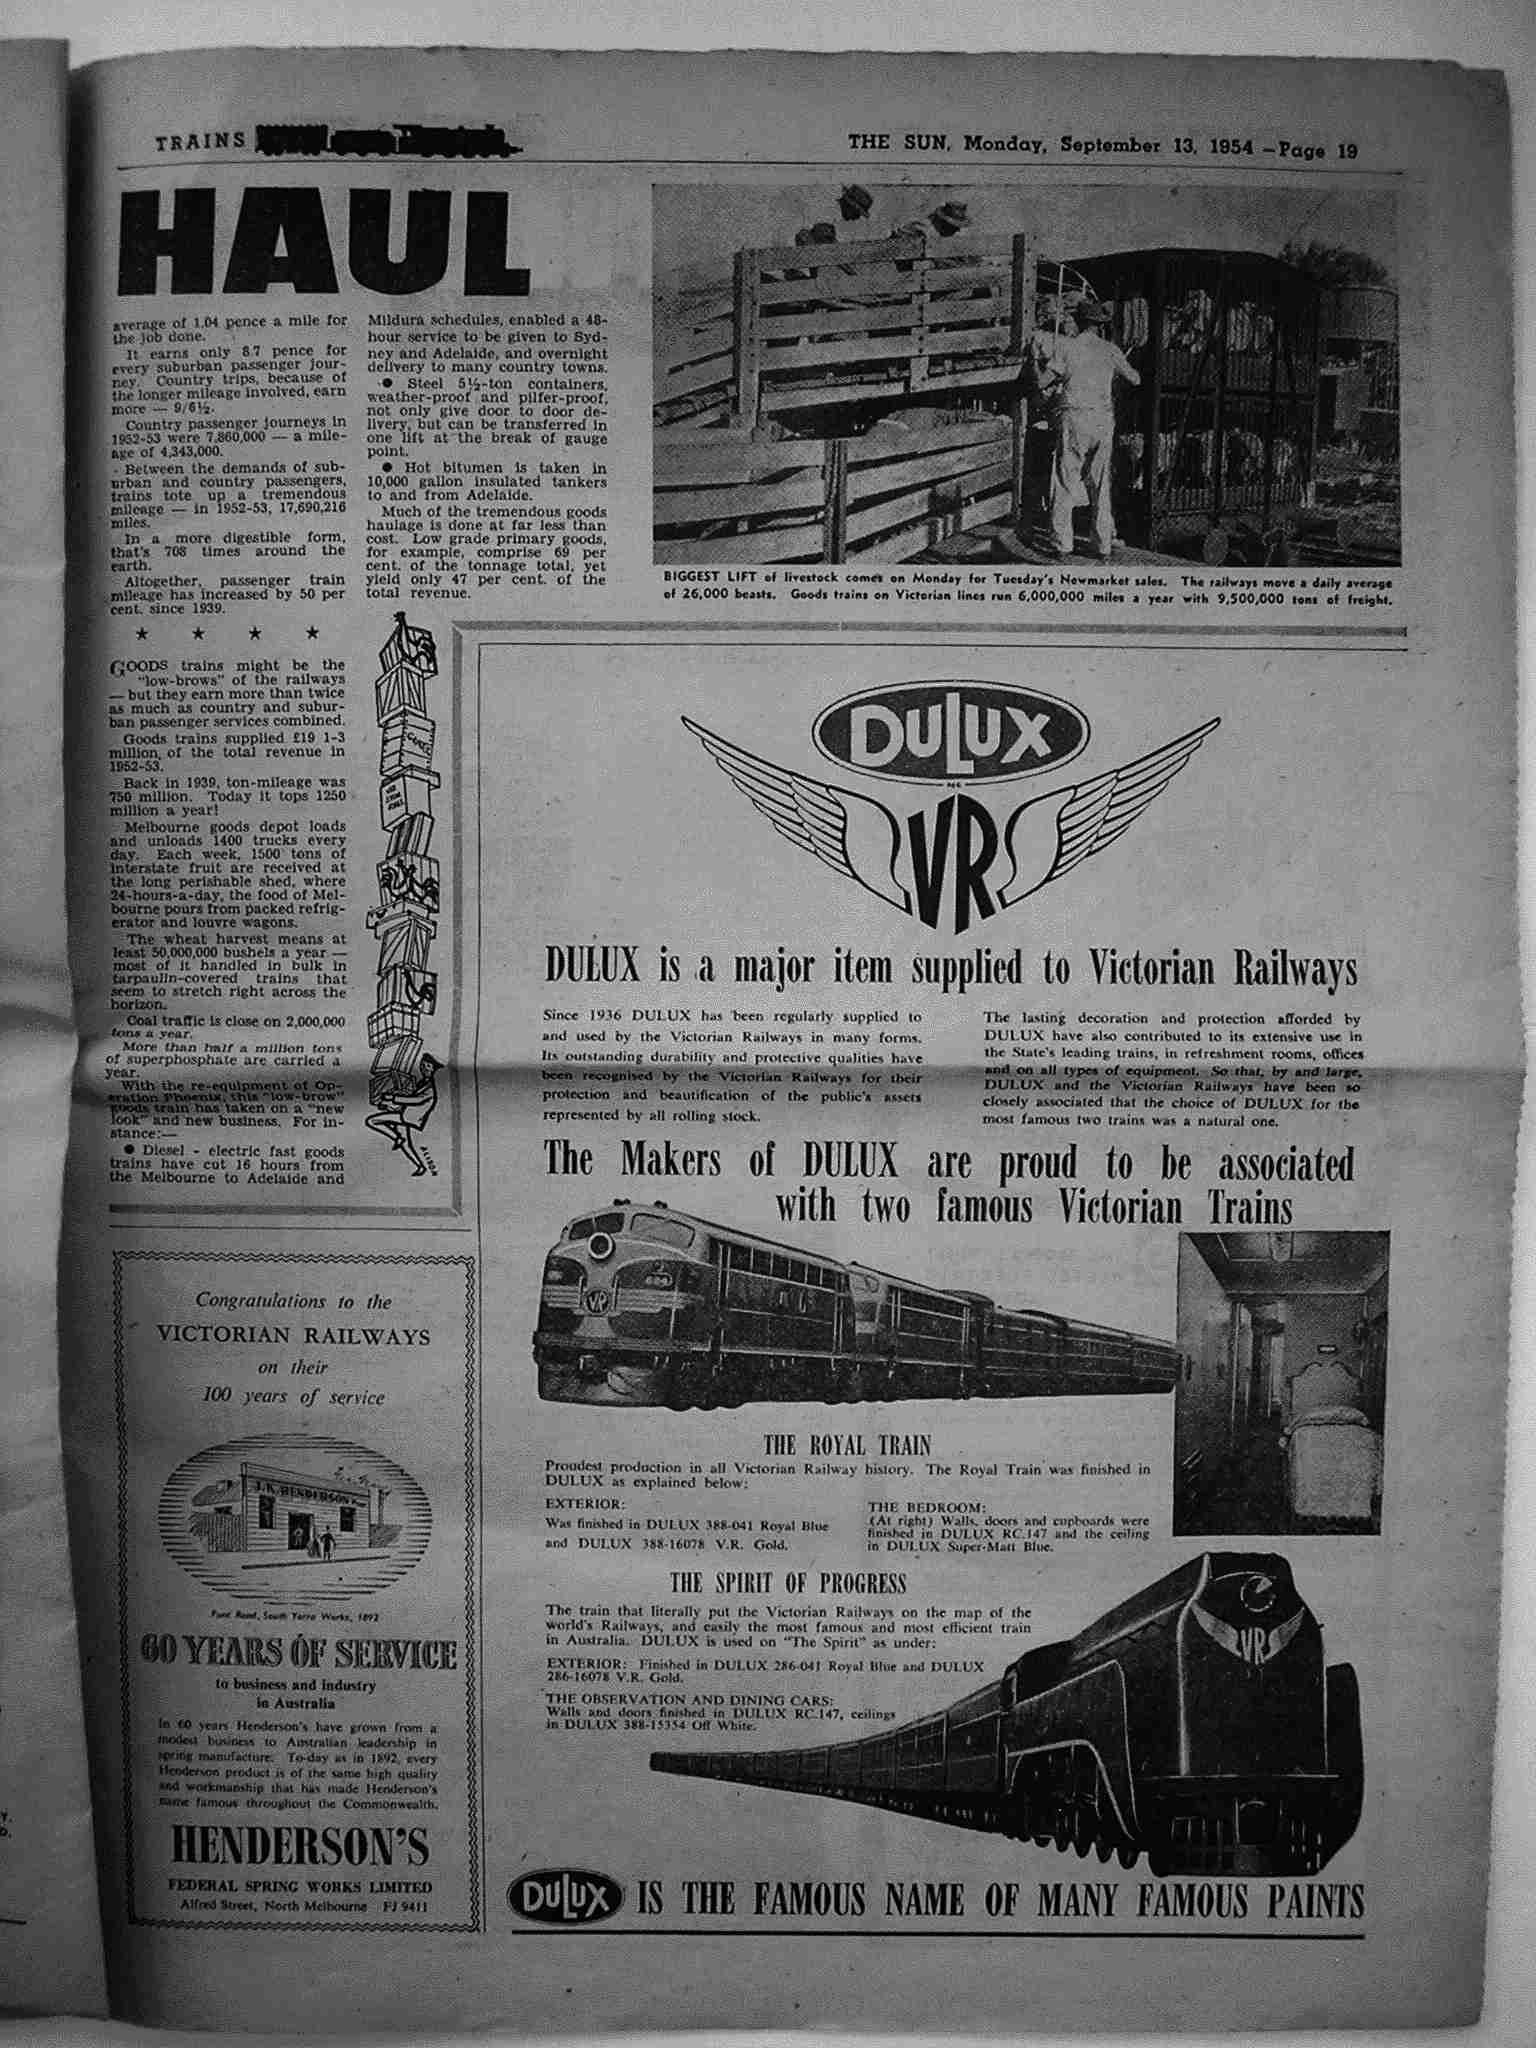 TRAINS
THE SUN, Monday, September 13, 1954 — Page 19
HAUL
average of 1.04 pence a mile for
the job done.
It earns only 8.7 pence for
every suburban passenger jour-
ney. Country trips, because of
the longer mileage involved, earn
more — 9/6½.
Country passenger journeys in
1952-53 were 7,860,000 — a mile-
age of 4,343,000.
Between the demands of sub-
urban and country passengers,
trains tote up a tremendous
mileage — in 1952-53, 17,690,216
miles.
In a more digestible form,
that's 708 times around the
earth.
Altogether, passenger train
mileage has increased by 50 per
cent. since 1939.
★ ★ ★ ★
GOODS trains might be the
"low-brows" of the railways
— but they earn more than twice
as much as country and subur-
ban passenger services combined.
Goods trains supplied £19 1-3
million of the total revenue in
1952-53.
Back in 1939, ton-mileage was
750 million. Today it tops 1250
million a year!
Melbourne goods depot loads
and unloads 1400 trucks every
day. Each week, 1500 tons of
interstate fruit are received at
the long perishable shed, where
24-hours-a-day, the food of Mel-
bourne pours from packed refrig-
erator and louvre wagons.
The wheat harvest means at
least 50,000,000 bushels a year —
most of it handled in bulk in
tarpaulin-covered trains that
seem to stretch right across the
horizon.
Coal traffic is close on 2,000,000
tons a year.
More than half a million tons
of superphosphate are carried a
year.
With the re-equipment of Op-
eration Phoenix, this "low-brow"
goods train has taken on a "new
look" and new business. For in-
stance:—
● Diesel - electric fast goods
trains have cut 16 hours from
the Melbourne to Adelaide and
Mildura schedules, enabled a 48-
hour service to be given to Syd-
ney and Adelaide, and overnight
delivery to many country towns.
● Steel 5½-ton containers,
weather-proof and pilfer-proof,
not only give door to door de-
livery, but can be transferred in
one lift at the break of gauge
point.
● Hot bitumen is taken in
10,000 gallon insulated tankers
to and from Adelaide.
Much of the tremendous goods
haulage is done at far less than
cost. Low grade primary goods,
for example, comprise 69 per
cent. of the tonnage total, yet
yield only 47 per cent. of the
total revenue.
BIGGEST LIFT of livestock comes on Monday for Tuesday's Newmarket sales. The railways move a daily average
of 26,000 beasts. Goods trains on Victorian lines run 6,000,000 miles a year with 9,500,000 tons of freight.
DULUX
VR
DULUX is a major item supplied to Victorian Railways
Since 1936 DULUX has been regularly supplied to
and used by the Victorian Railways in many forms.
Its outstanding durability and protective qualities have
been recognised by the Victorian Railways for their
protection and beautification of the public's assets
represented by all rolling stock.
The lasting decoration and protection afforded by
DULUX have also contributed to its extensive use in
the State's leading trains, in refreshment rooms, offices
and on all types of equipment. So that, by and large,
DULUX and the Victorian Railways have been so
closely associated that the choice of DULUX for the
most famous two trains was a natural one.
The Makers of DULUX are proud to be associated
with two famous Victorian Trains
VR
THE ROYAL TRAIN
Proudest production in all Victorian Railway history. The Royal Train was finished in
DULUX as explained below:
EXTERIOR:
Was finished in DULUX 388-041 Royal Blue
and DULUX 388-16078 V.R. Gold.
THE BEDROOM:
(At right) Walls, doors and cupboards were
finished in DULUX RC.147 and the ceiling
in DULUX Super-Matt Blue.
THE SPIRIT OF PROGRESS
The train that literally put the Victorian Railways on the map of the
world's Railways, and easily the most famous and most efficient train
in Australia. DULUX is used on "The Spirit" as under:
EXTERIOR: Finished in DULUX 286-041 Royal Blue and DULUX
286-16078 V.R. Gold.
THE OBSERVATION AND DINING CARS:
Walls and doors finished in DULUX RC.147, ceilings
in DULUX 388-15354 Off White.
VR
DULUX IS THE FAMOUS NAME OF MANY FAMOUS PAINTS
Congratulations to the
VICTORIAN RAILWAYS
on their
100 years of service
J.K. HENDERSON
Punt Road, South Yarra Works, 1892
60 YEARS OF SERVICE
to business and industry
in Australia
In 60 years Henderson's have grown from a
modest business to Australian leadership in
spring manufacture. To-day as in 1892, every
Henderson product is of the same high quality
and workmanship that has made Henderson's
name famous throughout the Commonwealth.
HENDERSON'S
FEDERAL SPRING WORKS LIMITED
Alfred Street, North Melbourne FJ 9411